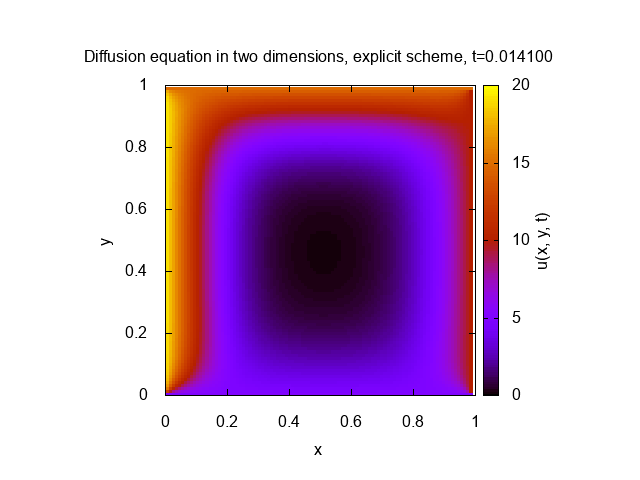 Diffusion equation in two dimensions, explicit scheme, t=0.014100
1
0.8
0.6
0.4
0.2
0
y
0 0.2 0.4 0.6 0.8 1
x
20
15
10
5
0
u(x, y, t)